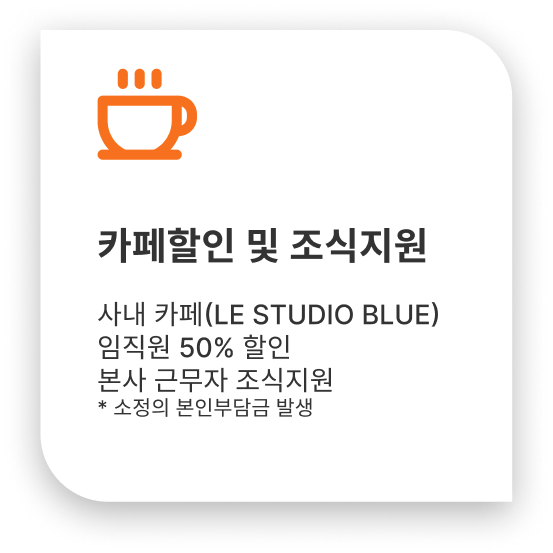 카페할인 및 조식지원
사내 카페(LE STUDIO BLUE)
임직원 50% 할인
본사 근무자 조식지원
* 소정의 본인부담금 발생